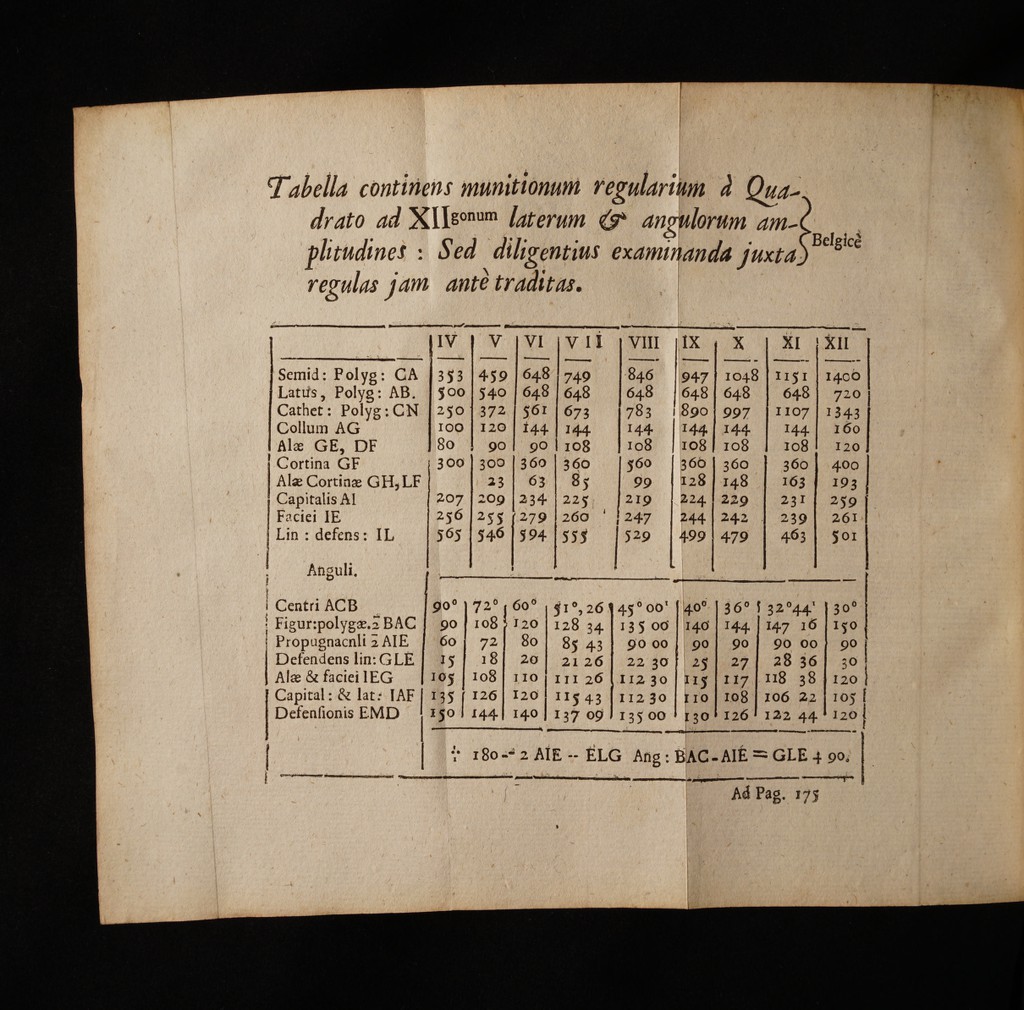 Tabella continens munitionum regularium à Qua-
drato ad XIIgonum laterum & angulorum am-
plitudines : Sed diligentius examinanda juxta
Belgicè
regulas jam antè traditas.
IV V VI VII VIII IX X XI XII
Semid: Polyg: CA 353 459 648 749 846 947 1048 1151 1400
Latus, Polyg: AB. 500 540 648 648 648 648 648 648 720
Cathet: Polyg: CN 250 372 561 673 783 890 997 1107 1343
Collum AG 100 120 144 144 144 144 144 144 160
Alæ GE, DF 80 90 90 108 108 108 108 108 120
Cortina GF 300 300 360 360 560 360 360 360 400
Alæ Cortinæ GH, LF 23 63 85 99 128 148 163 193
Capitalis AI 207 209 234 225 219 224 229 231 259
Faciei IE 256 255 279 260 247 244 242 239 261
Lin : defens: IL 565 546 594 555 529 499 479 463 501
Anguli.
Centri ACB 90° 72° 60° 51°, 26 45° 00' 40° 36° 32° 44' 30°
Figur: polygæ. 2̄ BAC 90 108 120 128 34 135 00 140 144 147 16 150
Propugnacnli 2̄ AIE 60 72 80 85 43 90 00 90 90 90 00 90
Defendens lin: GLE 15 18 20 21 26 22 30 25 27 28 36 30
Alæ & faciei IEG 105 108 110 111 26 112 30 115 117 118 38 120
Capital: & lat: IAF 135 126 120 115 43 112 30 110 108 106 22 105
Defensionis EMD 150 144 140 137 09 135 00 130 126 122 44 120
÷ 180 -- 2 AIE -- ELG Ang : BAC - AIE = GLE + 90.
Ad Pag. 175